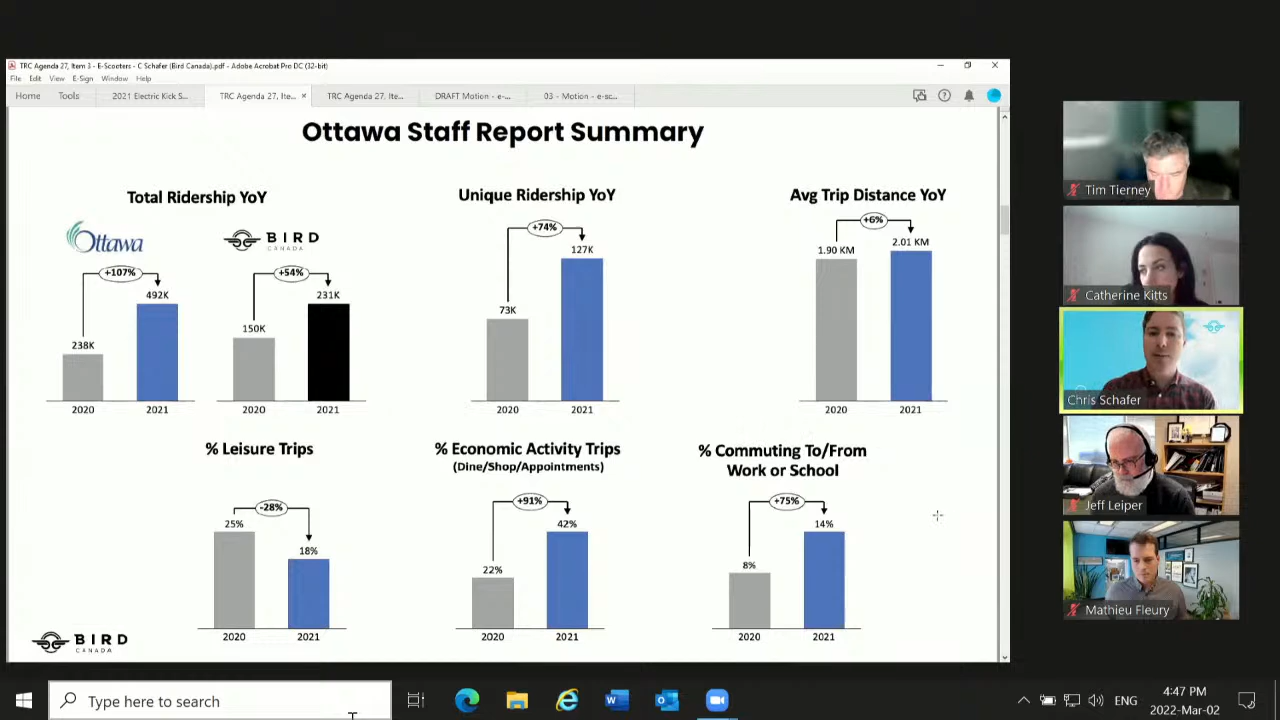 TRC Agenda 27, Item 3 - E-Scooters - C Schafer (Bird Canada).pdf - Adobe Acrobat Pro DC (32-bit)
File Edit View E-Sign Window Help
Home Tools 2021 Electric Kick S... TRC Agenda 27, Ite... × TRC Agenda 27, Ite... DRAFT Motion - e-... 03 - Motion - e-sc...
Ottawa Staff Report Summary
Total Ridership YoY
Ottawa
BIRD
CANADA
+107%
492K
238K
2020 2021
+54%
231K
150K
2020 2021
Unique Ridership YoY
+74%
127K
73K
2020 2021
Avg Trip Distance YoY
+6%
1.90 KM 2.01 KM
2020 2021
% Leisure Trips
-28%
25%
18%
2020 2021
% Economic Activity Trips
(Dine/Shop/Appointments)
+91%
42%
22%
2020 2021
% Commuting To/From
Work or School
+75%
14%
8%
2020 2021
BIRD
CANADA
Tim Tierney
Catherine Kitts
Chris Schafer
Jeff Leiper
Mathieu Fleury
Type here to search
ENG
4:47 PM
2022-Mar-02